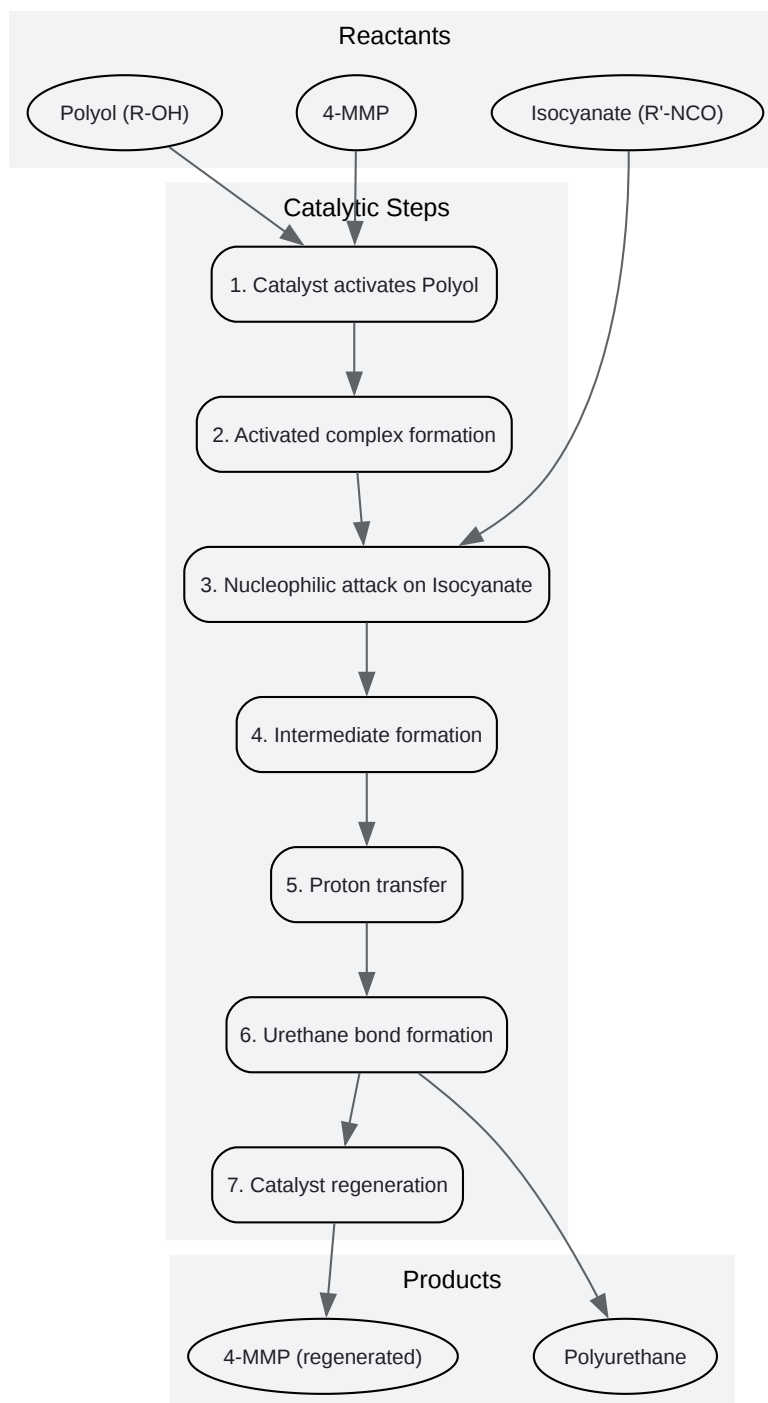 Reactants
Polyol (R-OH)
4-MMP
Isocyanate (R'-NCO)
Catalytic Steps
1. Catalyst activates Polyol
2. Activated complex formation
3. Nucleophilic attack on Isocyanate
4. Intermediate formation
5. Proton transfer
6. Urethane bond formation
7. Catalyst regeneration
Products
4-MMP (regenerated)
Polyurethane